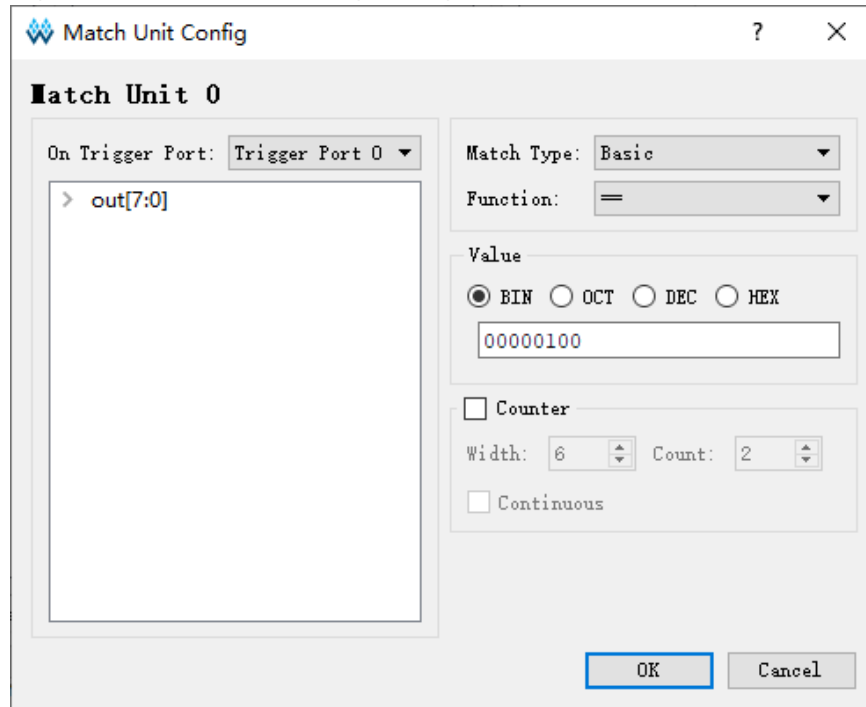 Match Unit Config ?
Match Unit 0
On Trigger Port: Trigger Port 0
out[7:0]
Match Type: Basic
Function: ==
Value
BIN OCT DEC HEX
00000100
Counter
Width: 6 Count: 2
Continuous
OK Cancel